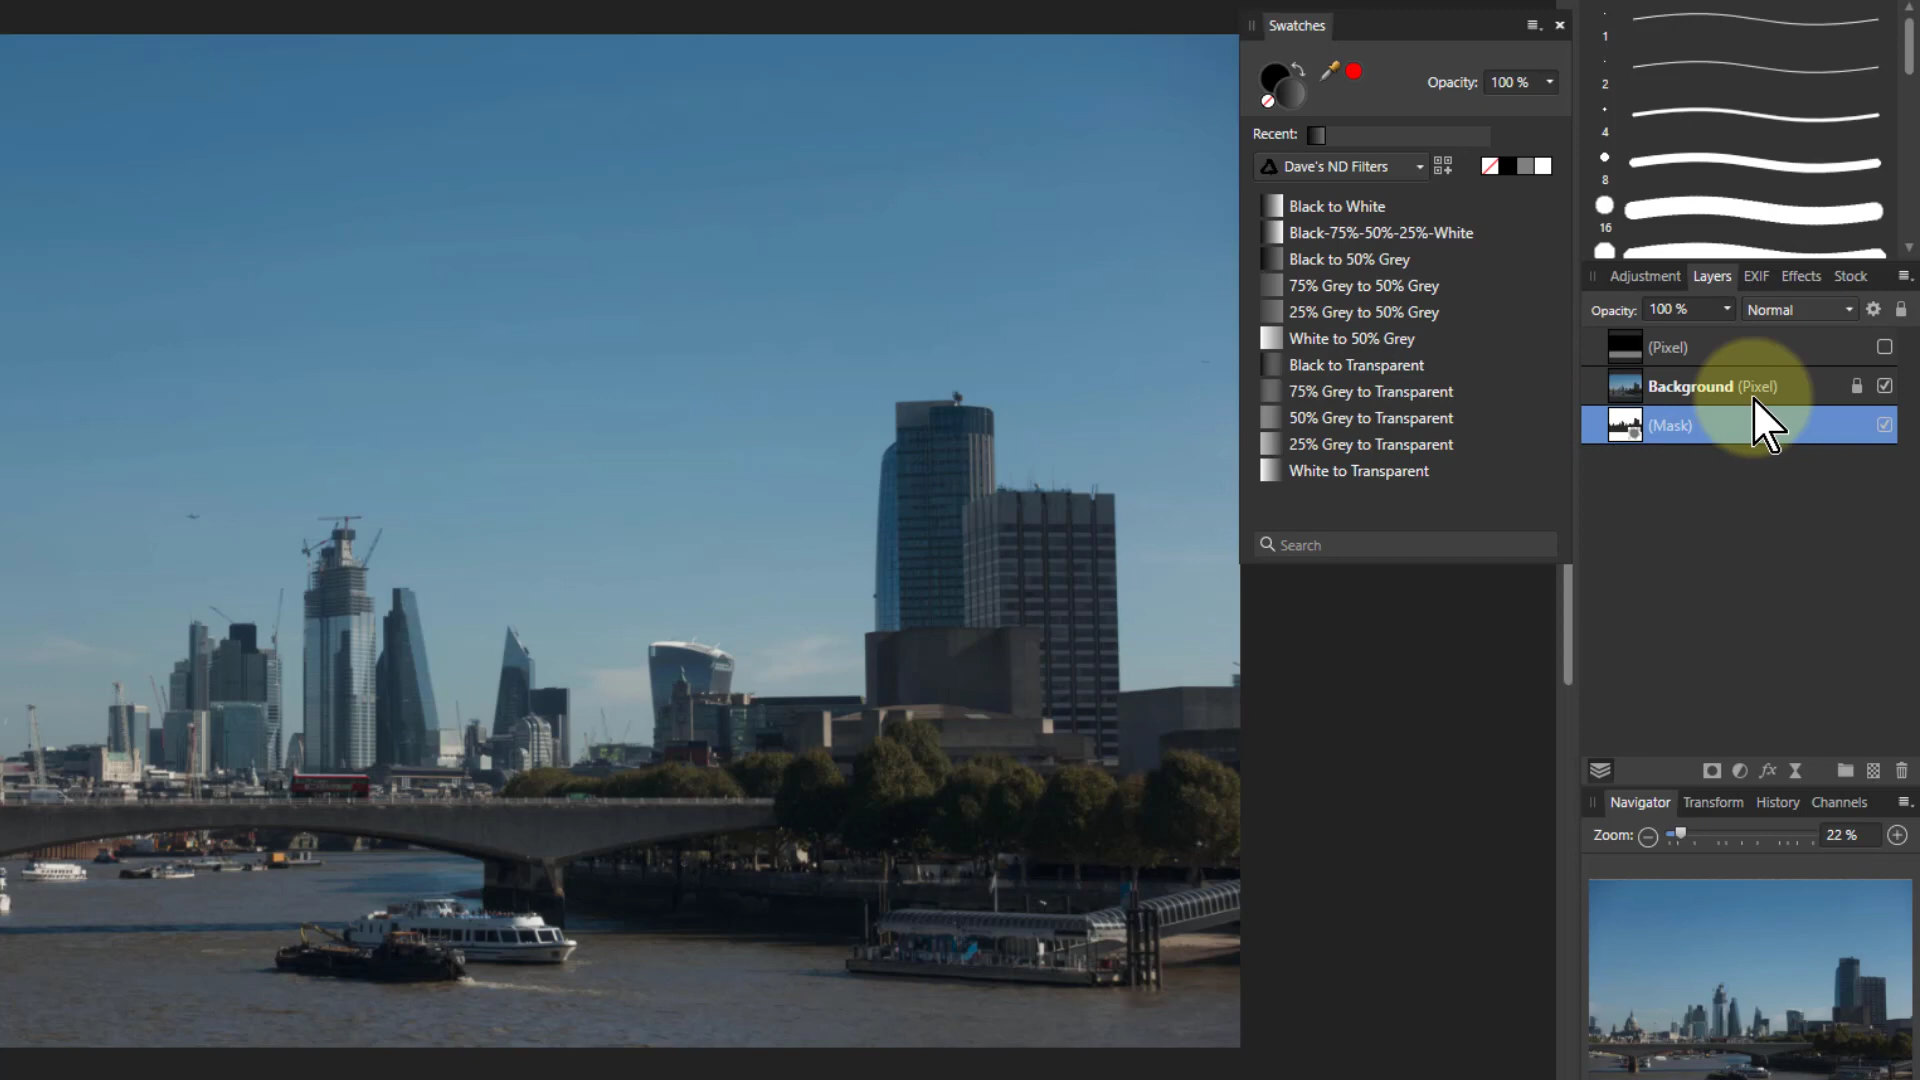 Swatches
Opacity: 100 %
Recent:
Dave's ND Filters
Black to White
Black-75%-50%-25%-White
Black to 50% Grey
75% Grey to 50% Grey
25% Grey to 50% Grey
White to 50% Grey
Black to Transparent
75% Grey to Transparent
50% Grey to Transparent
25% Grey to Transparent
White to Transparent
Search
1
2
4
8
16
Adjustment Layers EXIF Effects Stock
Opacity: 100 % Normal
(Pixel)
Background (Pixel)
(Mask)
fx
Navigator Transform History Channels
Zoom: 22 %